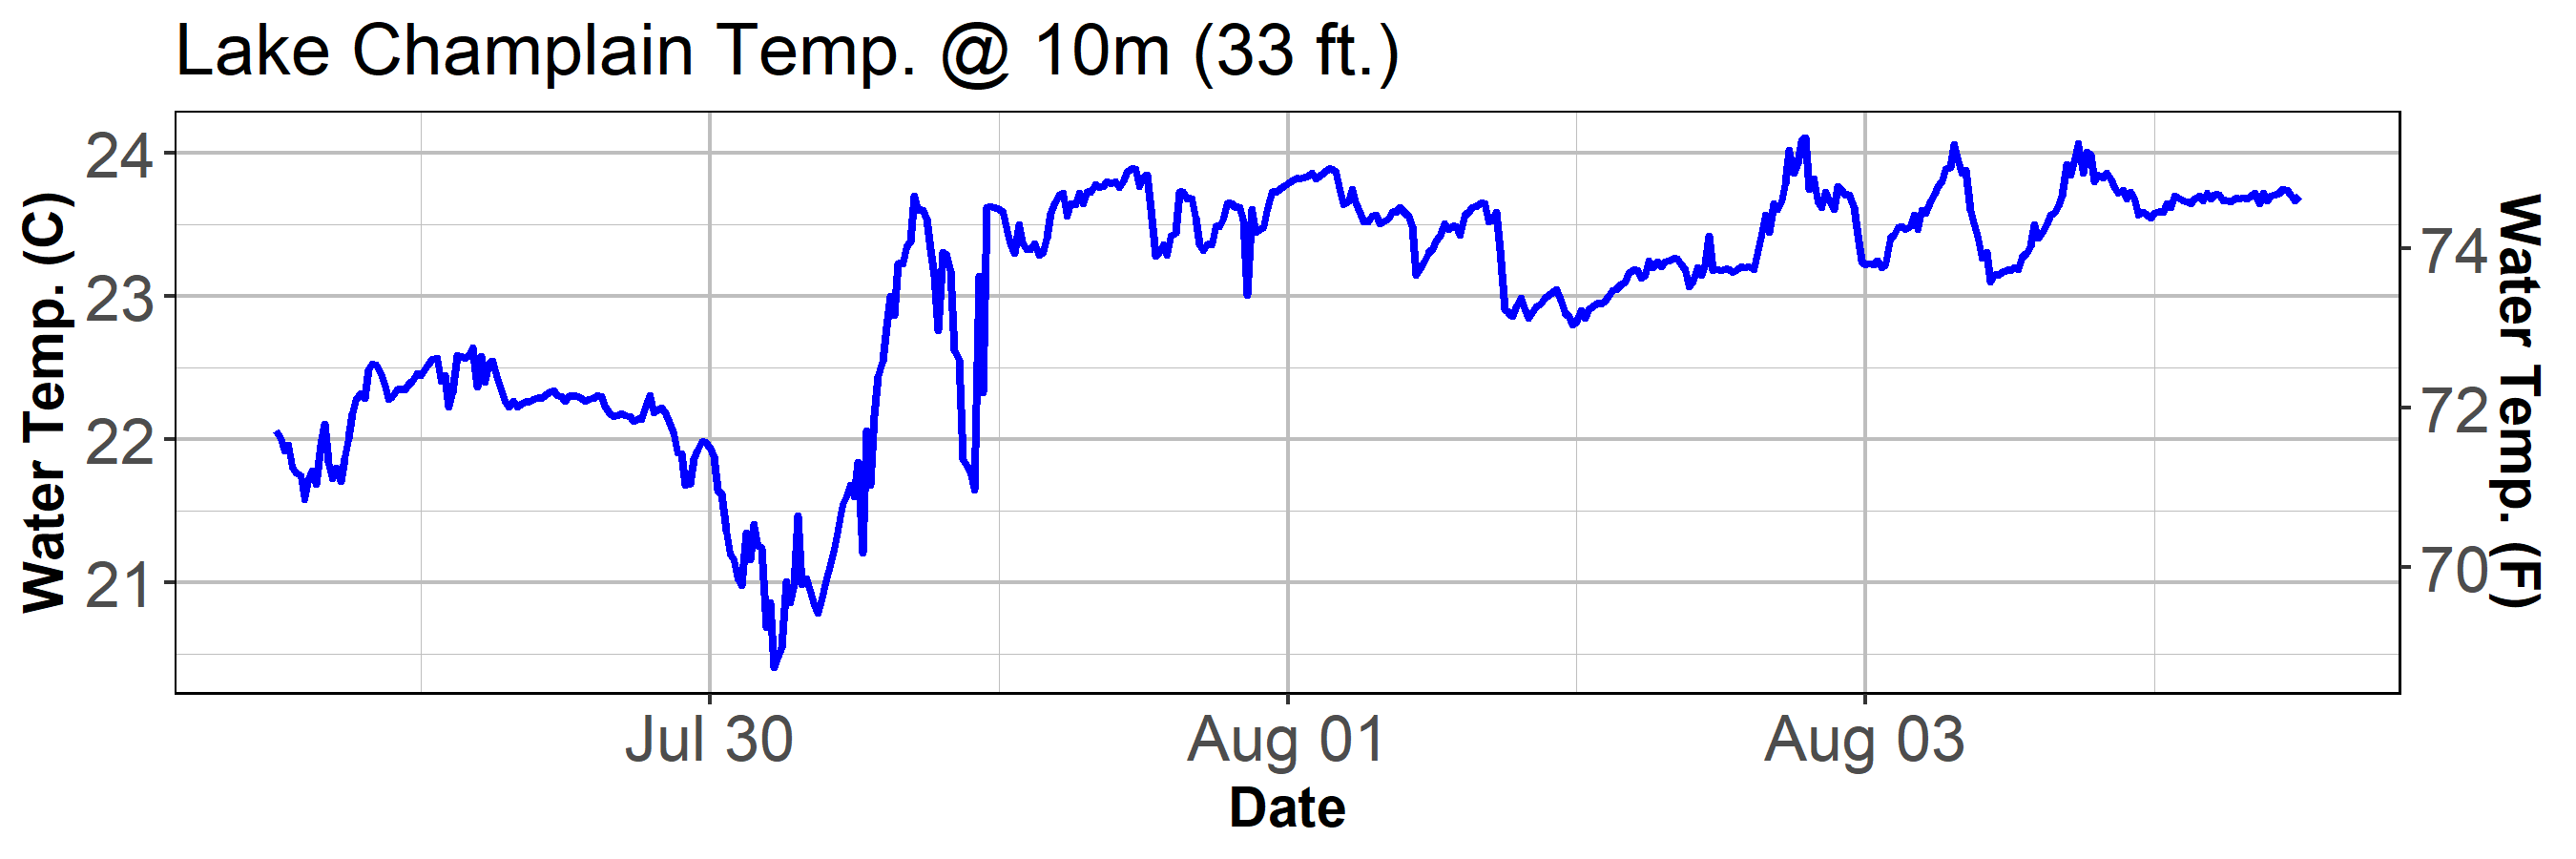 Lake Champlain Temp. @ 10m (33 ft.)
Water Temp. (C)
24
23
22
21
74
72
70
Water Temp. (F)
Jul 30
Aug 01
Aug 03
Date